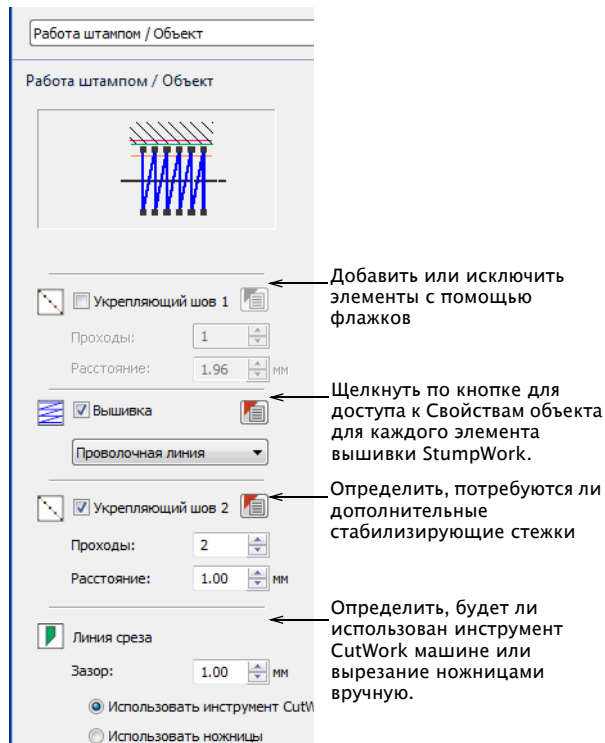 Работа штампом / Объект
Работа штампом / Объект
Укрепляющий шов 1
Проходы: 1
Расстояние: 1.96 мм
Вышивка
Проволочная линия
Укрепляющий шов 2
Проходы: 2
Расстояние: 1.00 мм
Линия среза
Зазор: 1.00 мм
Использовать инструмент CutW
Использовать ножницы
Добавить или исключить
элементы с помощью
флажков
Щелкнуть по кнопке для
доступа к Свойствам объекта
для каждого элемента
вышивки StumpWork.
Определить, потребуются ли
дополнительные
стабилизирующие стежки
Определить, будет ли
использован инструмент
CutWork машине или
вырезание ножницами
вручную.